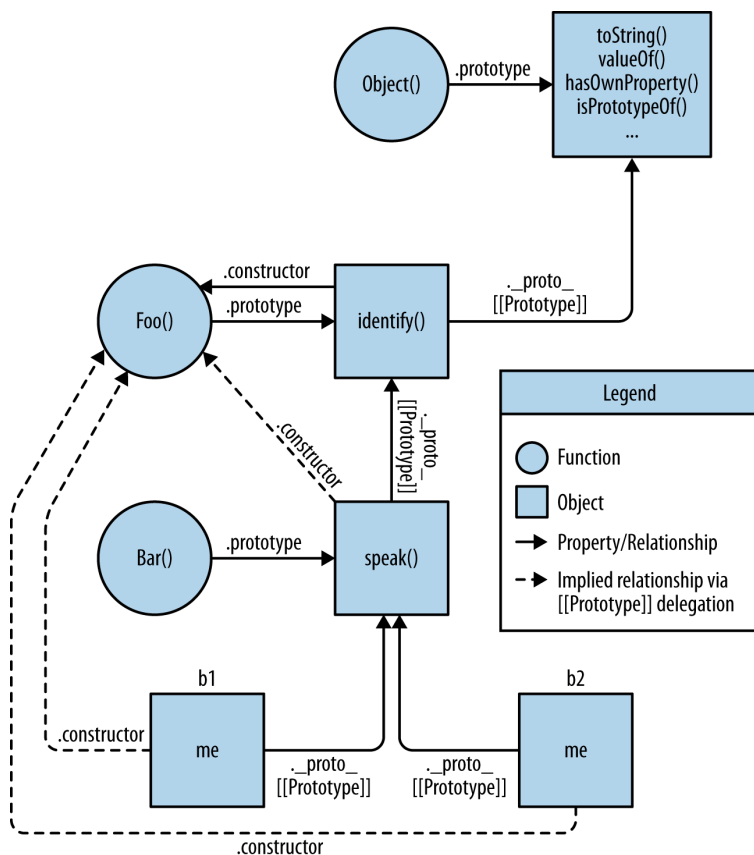 Object()
.prototype
toString()
valueOf()
hasOwnProperty()
isPrototypeOf()
...
Foo()
.constructor
.prototype
identify()
._proto_
[[Prototype]]
.constructor
._proto_
[[Prototype]]
Bar()
.prototype
speak()
Legend
Function
Object
Property/Relationship
Implied relationship via
[[Prototype]] delegation
b1
me
.constructor
._proto_
[[Prototype]]
b2
me
._proto_
[[Prototype]]
.constructor